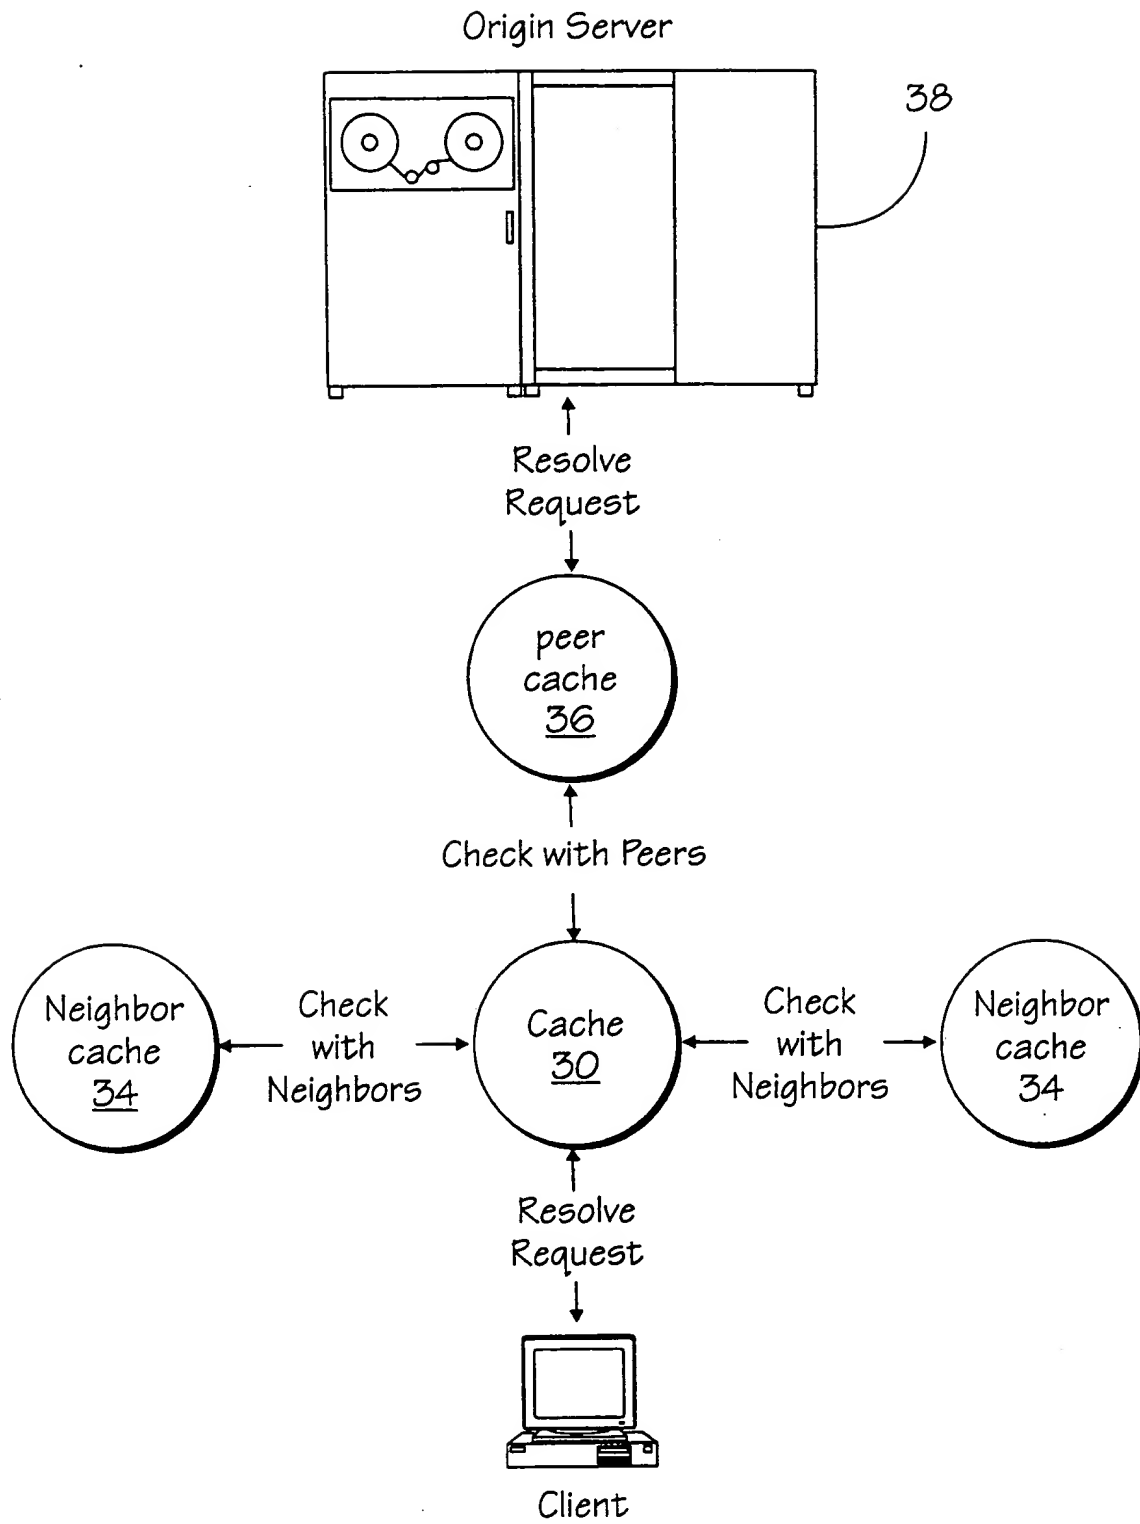 Origin Server
38
Resolve
Request
peer
cache
36
Check with Peers
Neighbor
cache
34
Check
with
Neighbors
Cache
30
Check
with
Neighbors
Neighbor
cache
34
Resolve
Request
Client